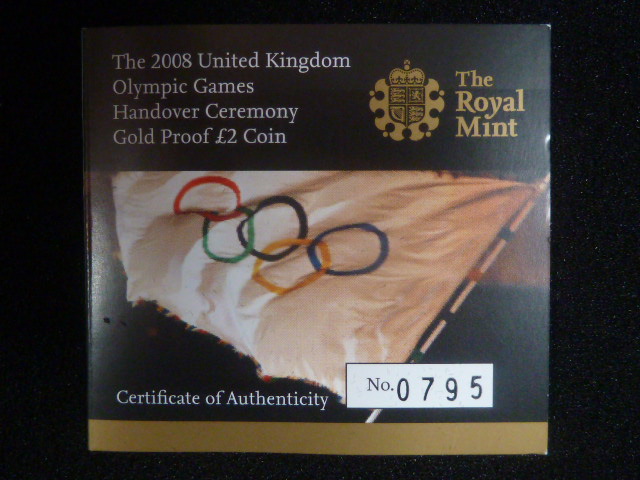 The 2008 United Kingdom
Olympic Games
Handover Ceremony
Gold Proof £2 Coin
The
Royal
Mint
Certificate of Authenticity
No. 0795